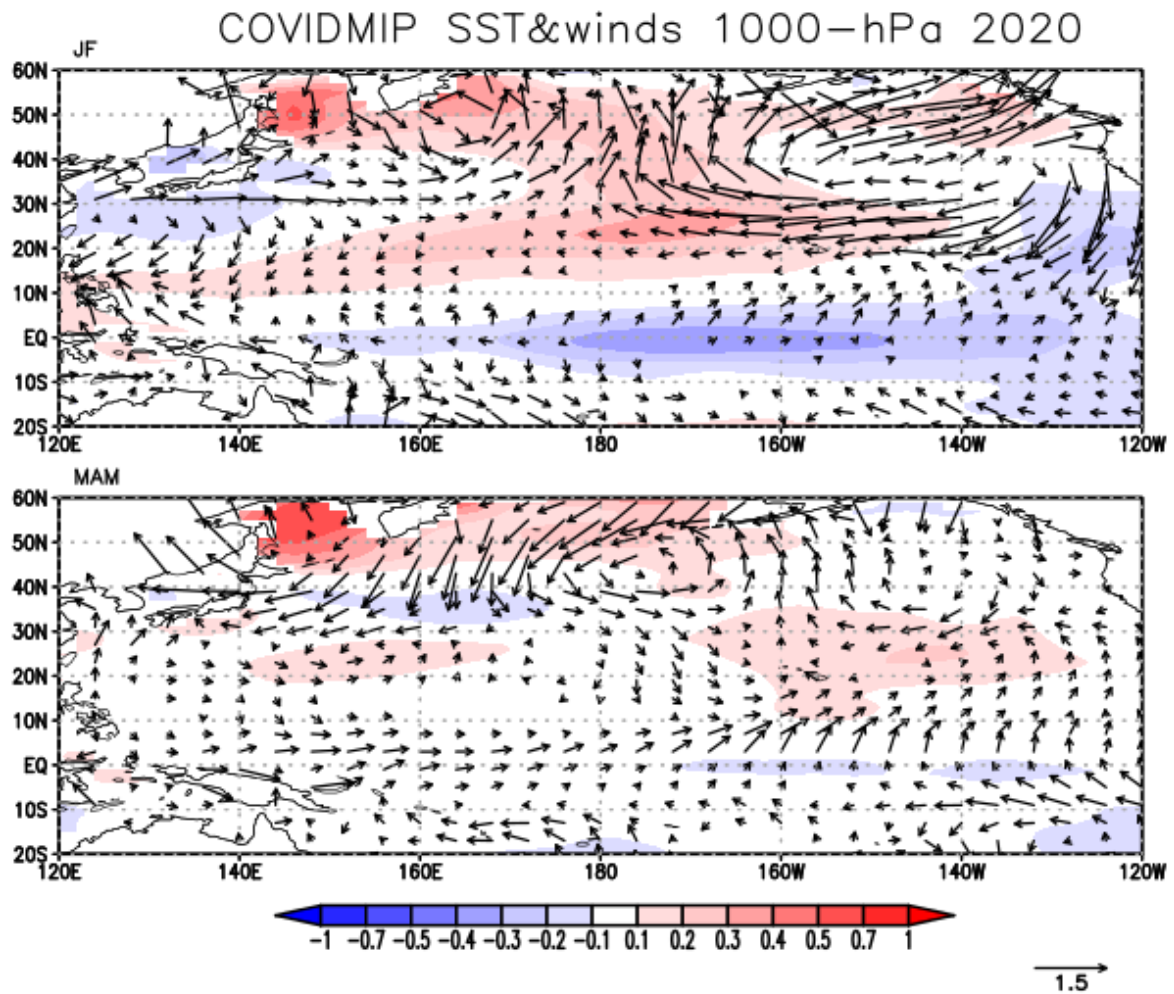 COVIDMIP SST&winds 1000-hPa 2020
JF
60N
50N
40N
30N
20N
10N
EQ
10S
20S
120E 140E 160E 180 160W 140W 120W
MAM
60N
50N
40N
30N
20N
10N
EQ
10S
20S
120E 140E 160E 180 160W 140W 120W
-1 -0.7 -0.5 -0.4 -0.3 -0.2 -0.1 0.1 0.2 0.3 0.4 0.5 0.7 1
1.5